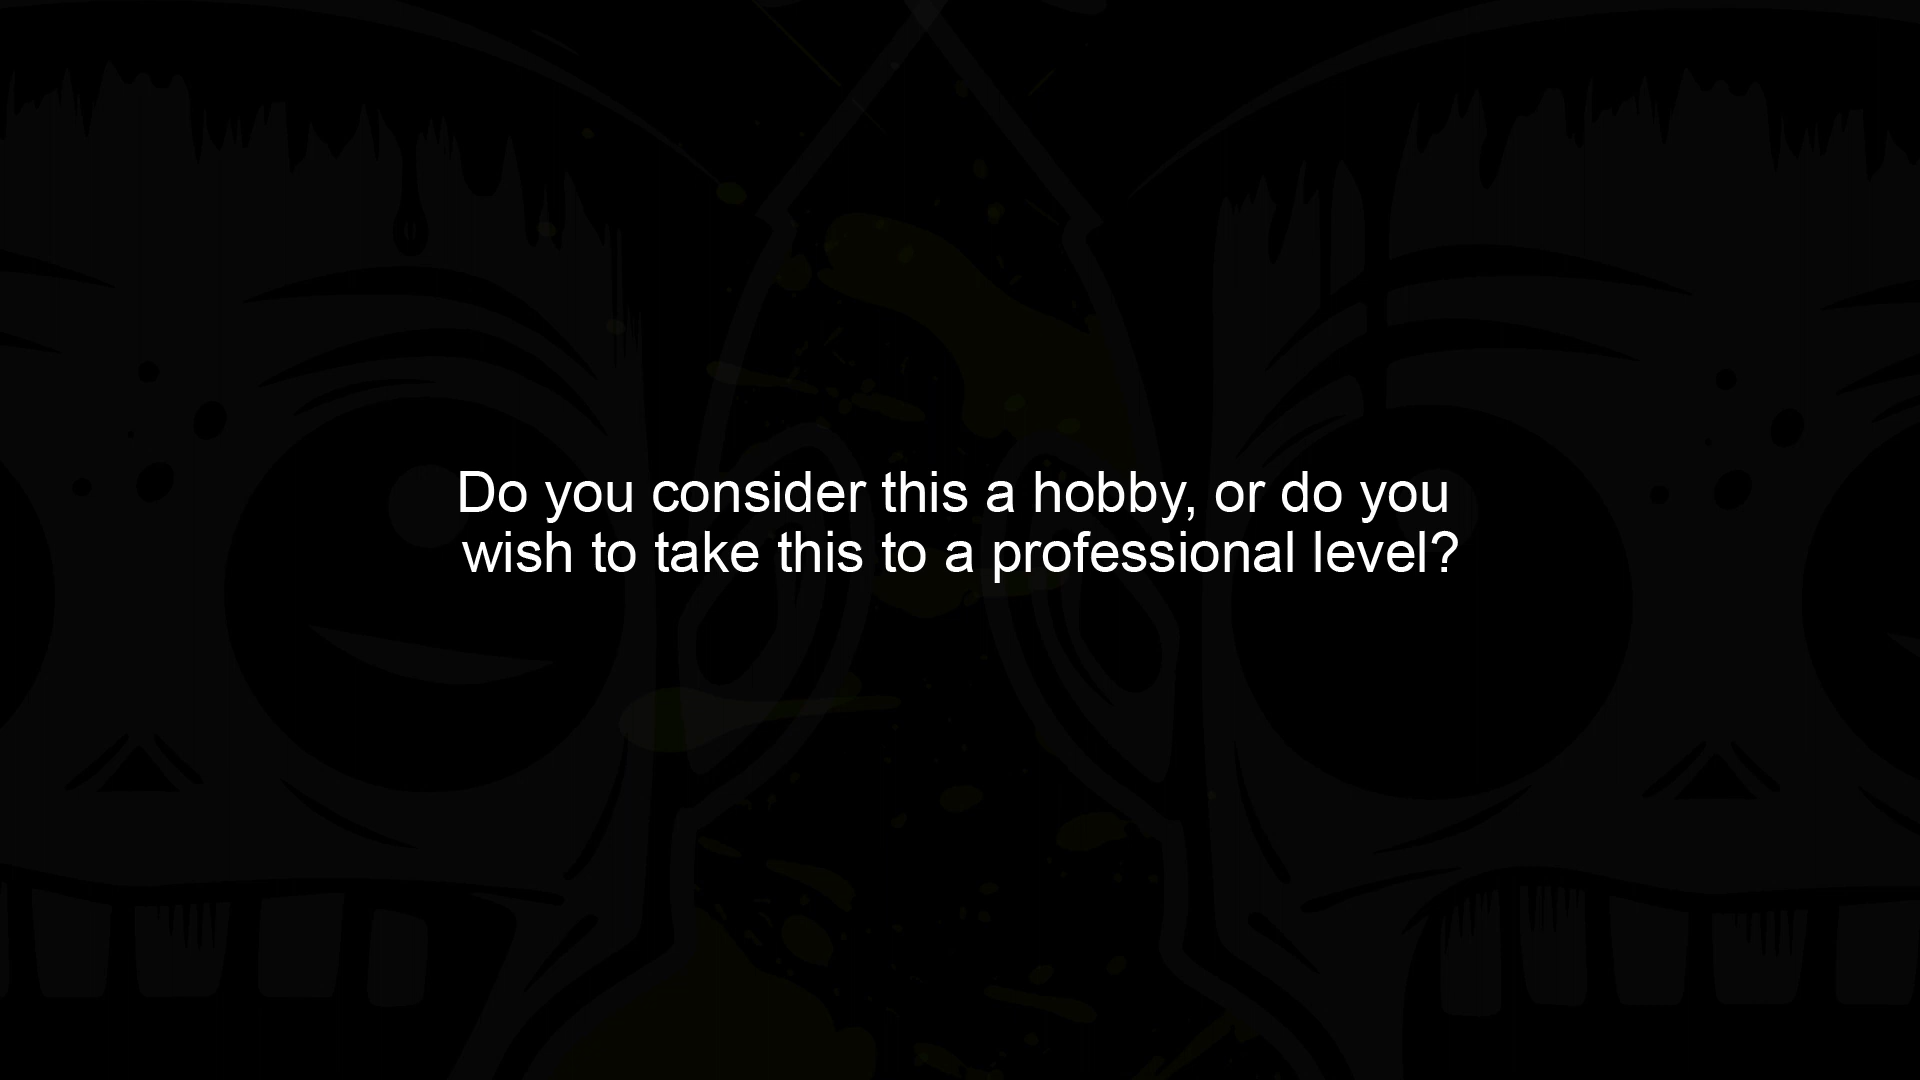 Do you consider this a hobby, or do you
wish to take this to a professional level?